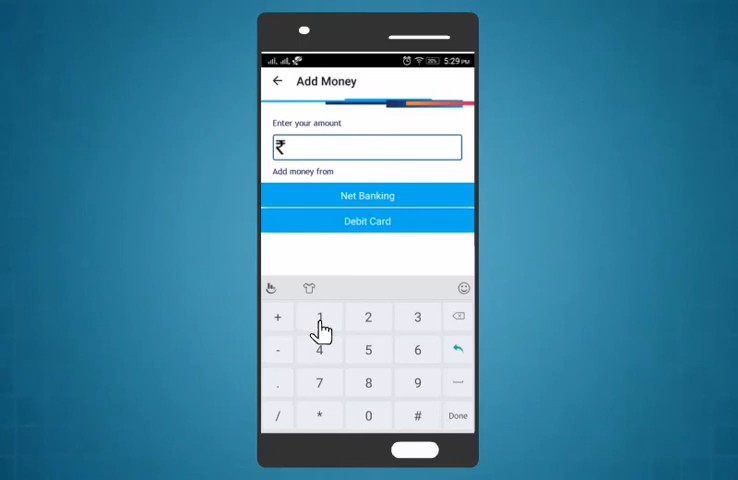 5:29 PM
Add Money
Enter your amount
₹
Add money from
Net Banking
Debit Card
+ 1 2 3
- 4 5 6
. 7 8 9
/ * 0 # Done